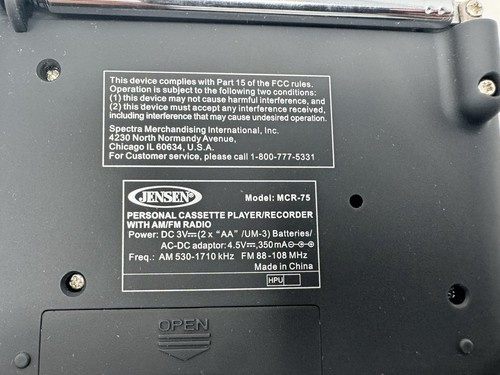 This device complies with Part 15 of the FCC rules.
Operation is subject to the following two conditions:
(1) this device may not cause harmful interference, and
(2) this device must accept any interference received,
including interference that may cause undesired operation.
Spectra Merchandising International, Inc.
4230 North Normandy Avenue,
Chicago IL 60634, U.S.A.
For Customer service, please call 1-800-777-5331
JENSEN® Model: MCR-75
PERSONAL CASSETTE PLAYER/RECORDER
WITH AM/FM RADIO
Power: DC 3V⎓(2 x “AA” /UM-3) Batteries/
AC-DC adaptor: 4.5V⎓, 350mA
Freq.: AM 530-1710 kHz FM 88-108 MHz
Made in China
HPU
OPEN